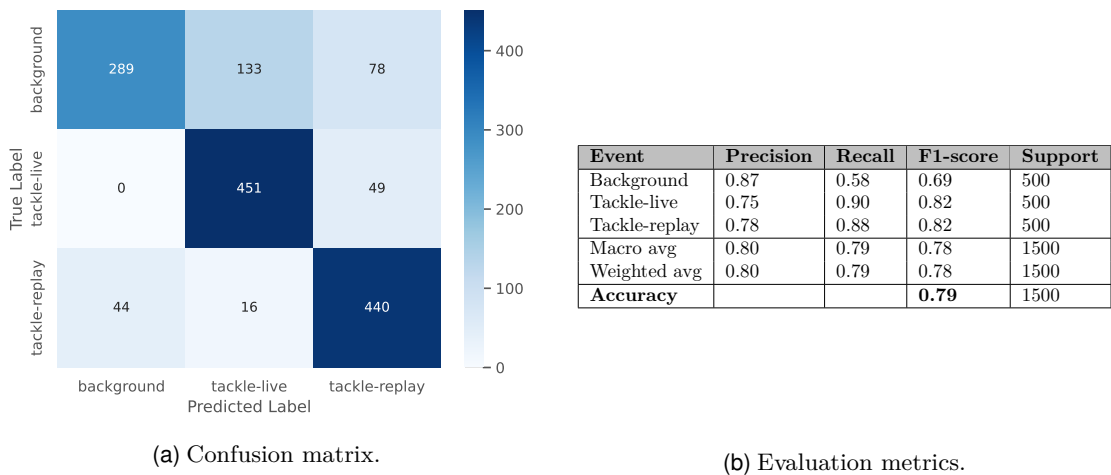 background
289
133
78
400
300
200
100
0
True Label
tackle-live
0
451
49
tackle-replay
44
16
440
background
tackle-live
tackle-replay
Predicted Label
(a) Confusion matrix.
Event Precision Recall F1-score Support
Background 0.87 0.58 0.69 500
Tackle-live 0.75 0.90 0.82 500
Tackle-replay 0.78 0.88 0.82 500
Macro avg 0.80 0.79 0.78 1500
Weighted avg 0.80 0.79 0.78 1500
Accuracy 0.79 1500
(b) Evaluation metrics.